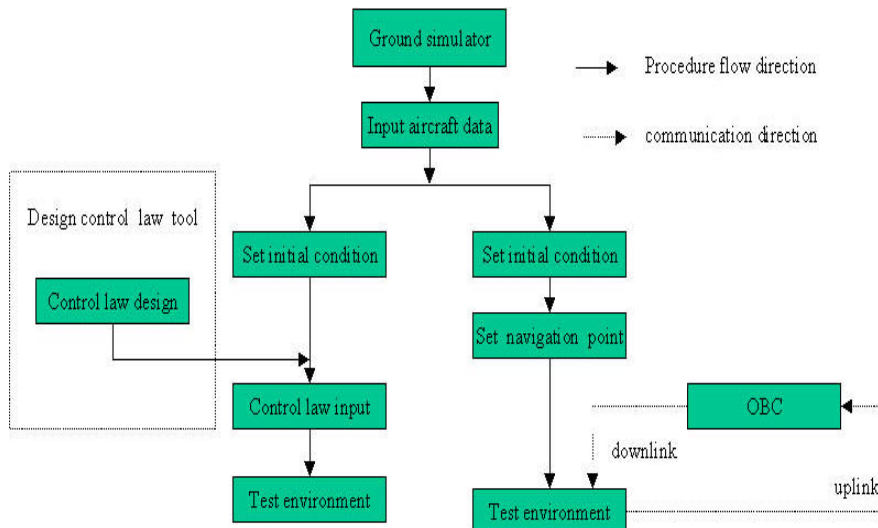 Ground simulator
Procedure flow direction
Input aircraft data
communication direction
Design control law tool
Set initial condition
Set initial condition
Control law design
Set navigation point
Control law input
OBC
downlink
uplink
Test environment
Test environment